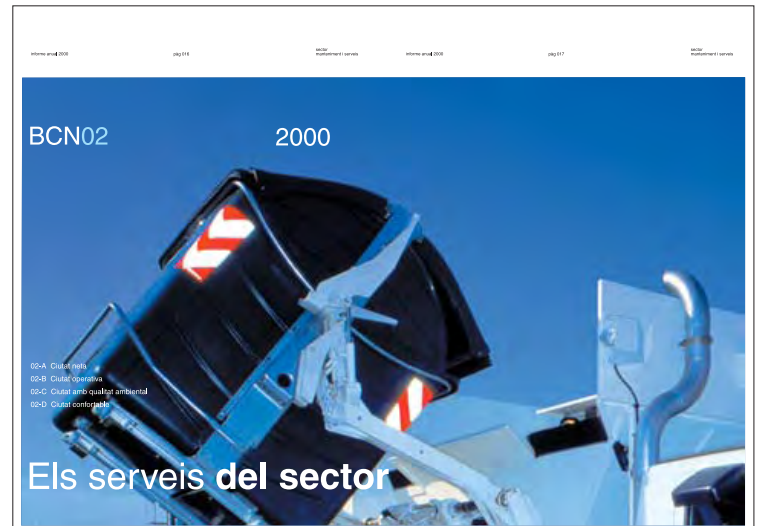 informe anual 2000
pàg 016
sector
manteniment i serveis
informe anual 2000
pàg 017
sector
manteniment i serveis
BCN02
2000
02-A Ciutat neta
02-B Ciutat operativa
02-C Ciutat amb qualitat ambiental
02-D Ciutat confortable
Els serveis del sector